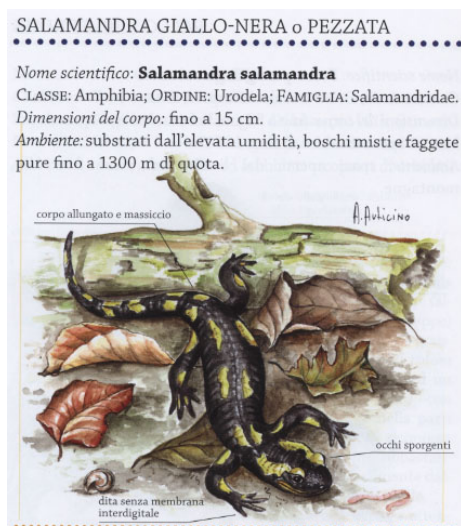 SALAMANDRA GIALLO-NERA o PEZZATA
Nome scientifico: Salamandra salamandra
CLASSE: Amphibia; ORDINE: Urodela; FAMIGLIA: Salamandridae.
Dimensioni del corpo: fino a 15 cm.
Ambiente: substrati dall'elevata umidità, boschi misti e faggete
pure fino a 1300 m di quota.
corpo allungato e massiccio
A. Aulicino
occhi sporgenti
dita senza membrana
interdigitale